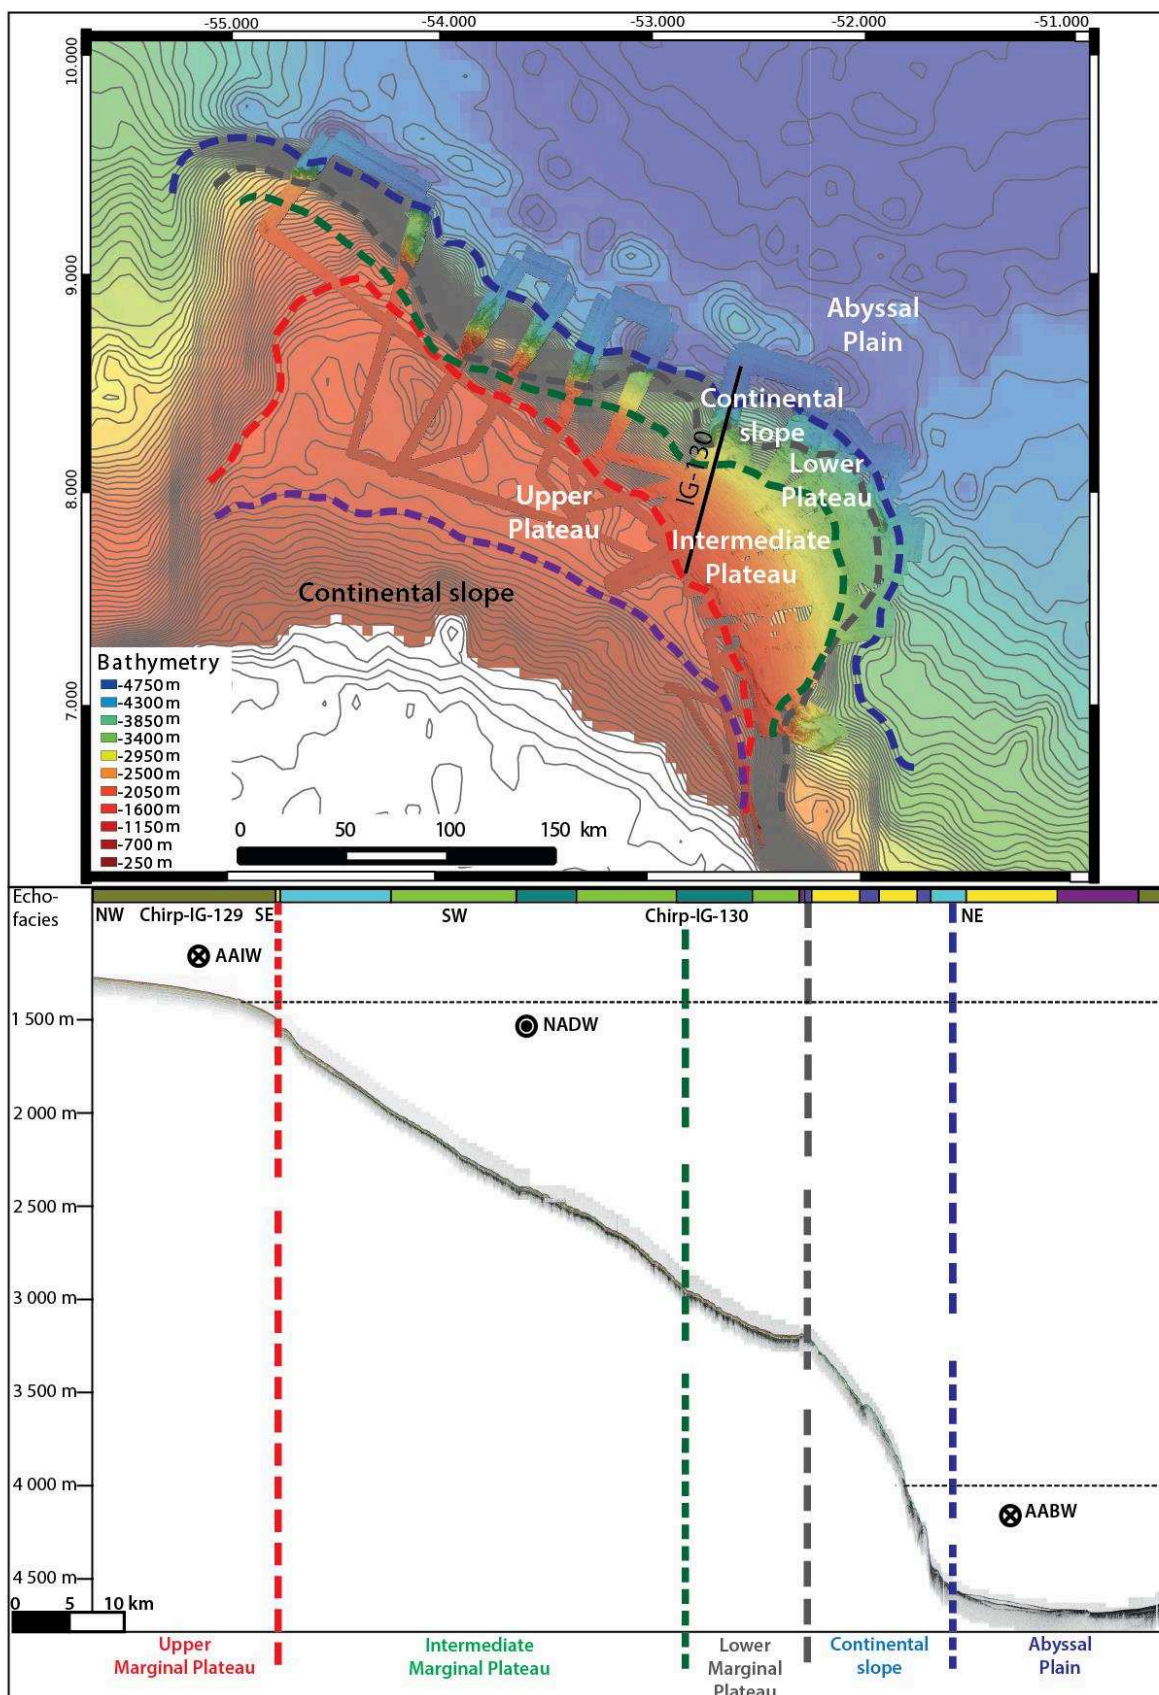 -55.000
-54.000
-53.000
-52.000
-51.000
10.000
9.000
8.000
7.000
Abyssal
Plain
Continental
slope
IG-130
Lower
Plateau
Upper
Plateau
Intermediate
Plateau
Continental slope
Bathymetry
-4750 m
-4300 m
-3850 m
-3400 m
-2950 m
-2500 m
-2050 m
-1600 m
-1150 m
-700 m
-250 m
0 50 100 150 km
Echo-
facies
NW Chirp-IG-129 SE SW Chirp-IG-130 NE
AAIW
NADW
1 500 m
2 000 m
2 500 m
3 000 m
3 500 m
4 000 m
AABW
4 500 m
0 5 10 km
Upper
Marginal Plateau
Intermediate
Marginal Plateau
Lower
Marginal
Plateau
Continental
slope
Abyssal
Plain